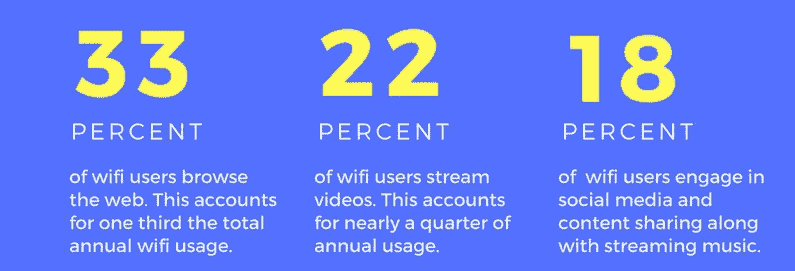 33
PERCENT
of wifi users browse
the web. This accounts
for one third the total
annual wifi usage.
22
PERCENT
of wifi users stream
videos. This accounts
for nearly a quarter of
annual usage.
18
PERCENT
of wifi users engage in
social media and
content sharing along
with streaming music.